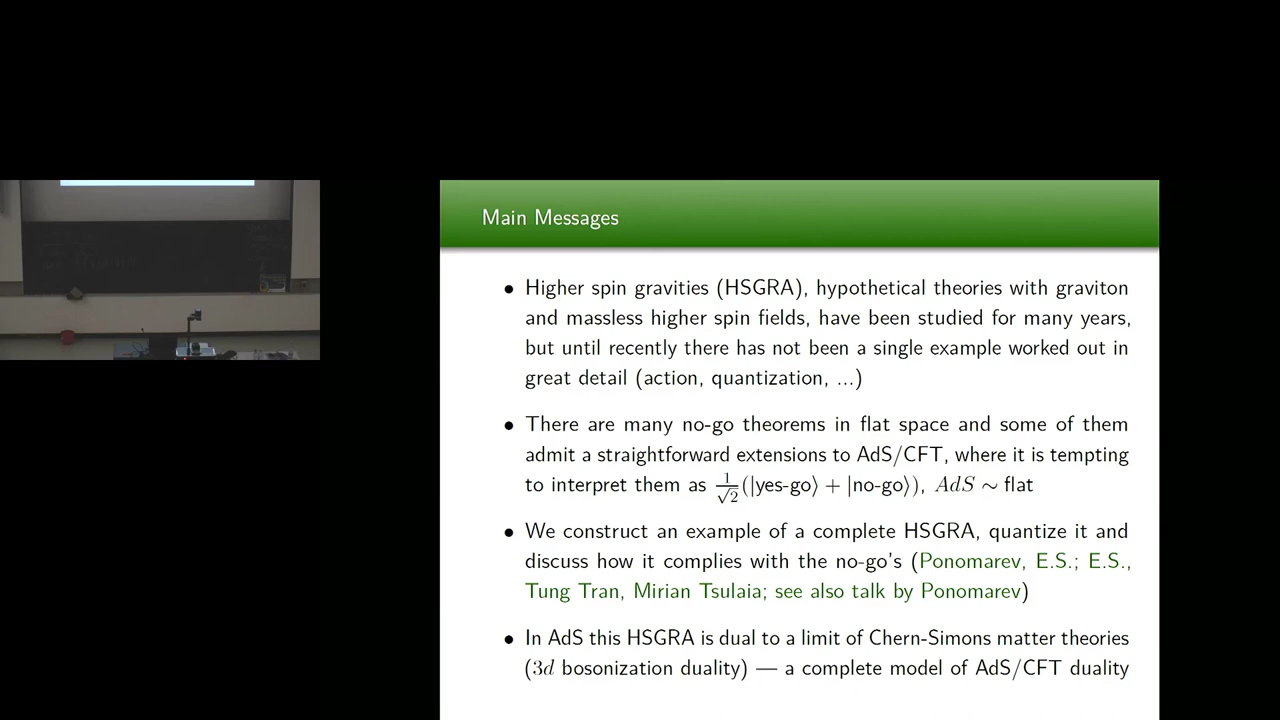 Main Messages
• Higher spin gravities (HSGRA), hypothetical theories with graviton
and massless higher spin fields, have been studied for many years,
but until recently there has not been a single example worked out in
great detail (action, quantization, ...)
• There are many no-go theorems in flat space and some of them
admit a straightforward extensions to AdS/CFT, where it is tempting
to interpret them as 1/√2(|yes-go⟩ + |no-go⟩), AdS ∼ flat
• We construct an example of a complete HSGRA, quantize it and
discuss how it complies with the no-go's (Ponomarev, E.S.; E.S.,
Tung Tran, Mirian Tsulaia; see also talk by Ponomarev)
• In AdS this HSGRA is dual to a limit of Chern-Simons matter theories
(3d bosonization duality) — a complete model of AdS/CFT duality